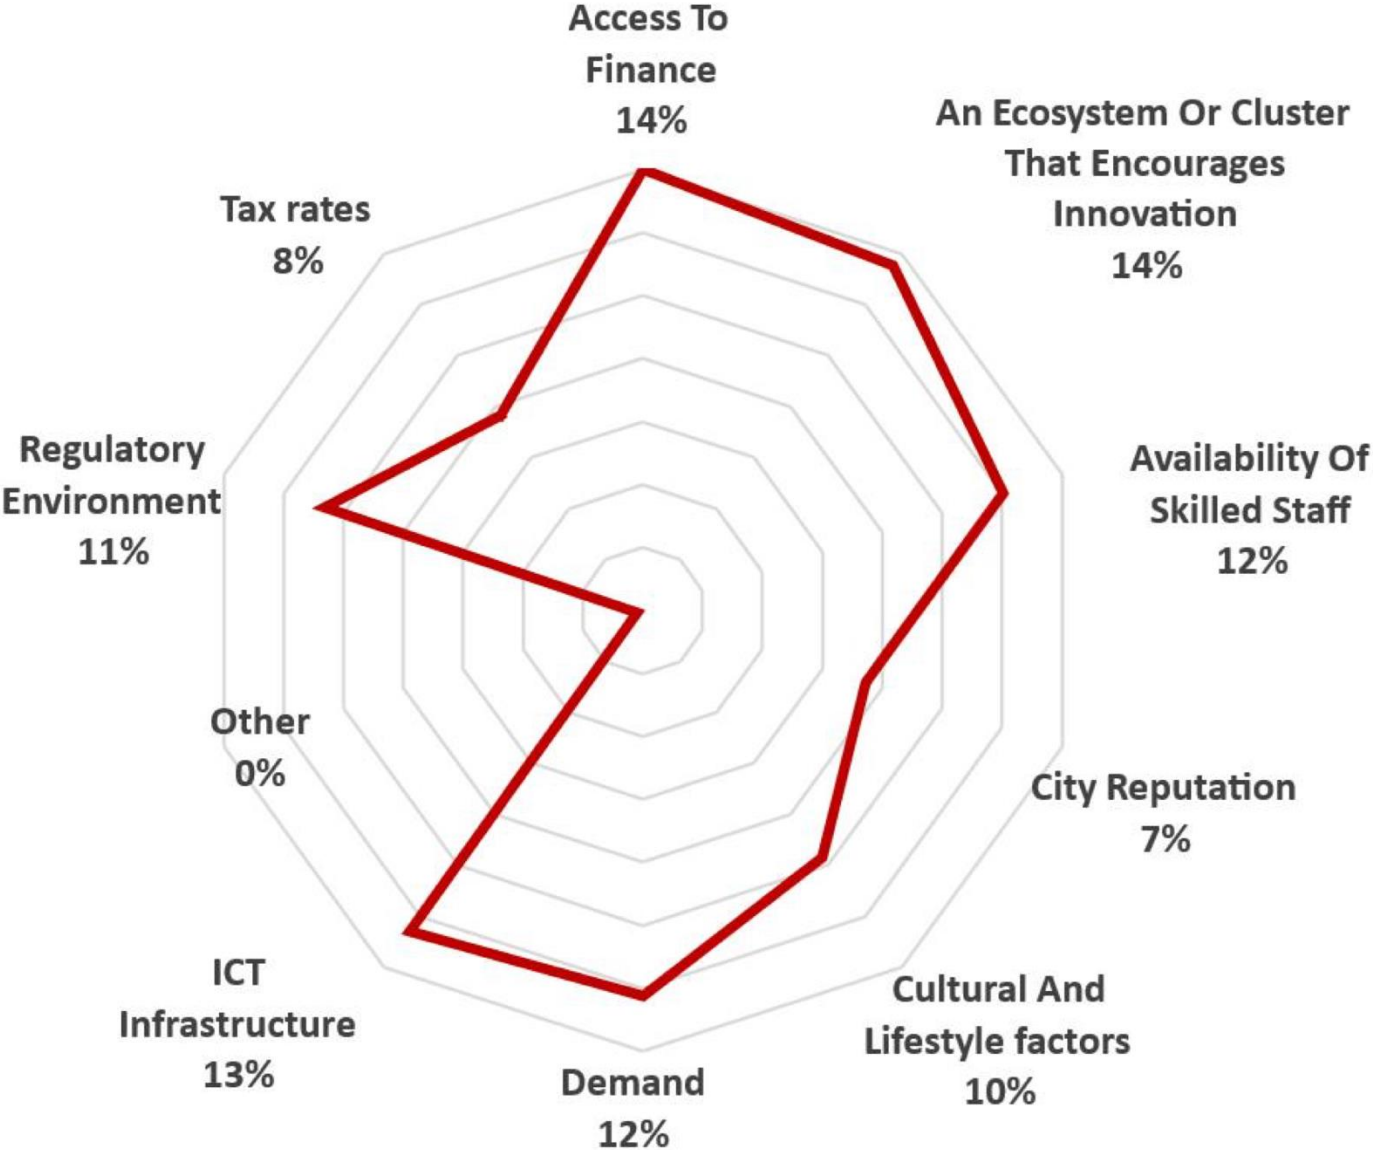 Access To
Finance
14%
An Ecosystem Or Cluster
That Encourages
Innovation
14%
Availability Of
Skilled Staff
12%
City Reputation
7%
Cultural And
Lifestyle factors
10%
Demand
12%
ICT
Infrastructure
13%
Other
0%
Regulatory
Environment
11%
Tax rates
8%